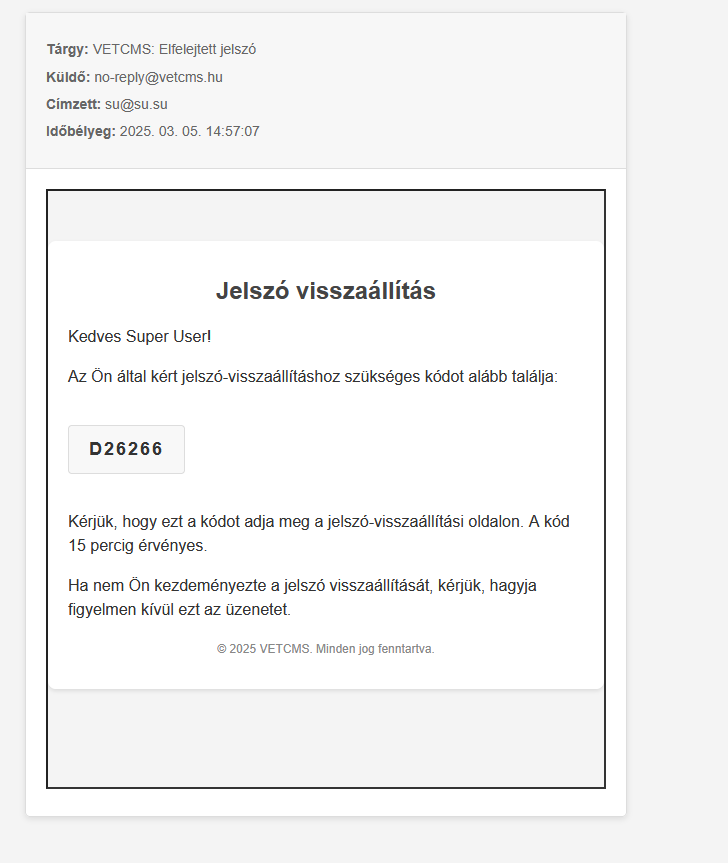 Tárgy: VETCMS: Elfelejtett jelszó
Küldő: no-reply@vetcms.hu
Címzett: su@su.su
Időbélyeg: 2025. 03. 05. 14:57:07
Jelszó visszaállítás
Kedves Super User!
Az Ön által kért jelszó-visszaállításhoz szükséges kódot alább találja:
D26266
Kérjük, hogy ezt a kódot adja meg a jelszó-visszaállítási oldalon. A kód
15 percig érvényes.
Ha nem Ön kezdeményezte a jelszó visszaállítását, kérjük, hagyja
figyelmen kívül ezt az üzenetet.
© 2025 VETCMS. Minden jog fenntartva.